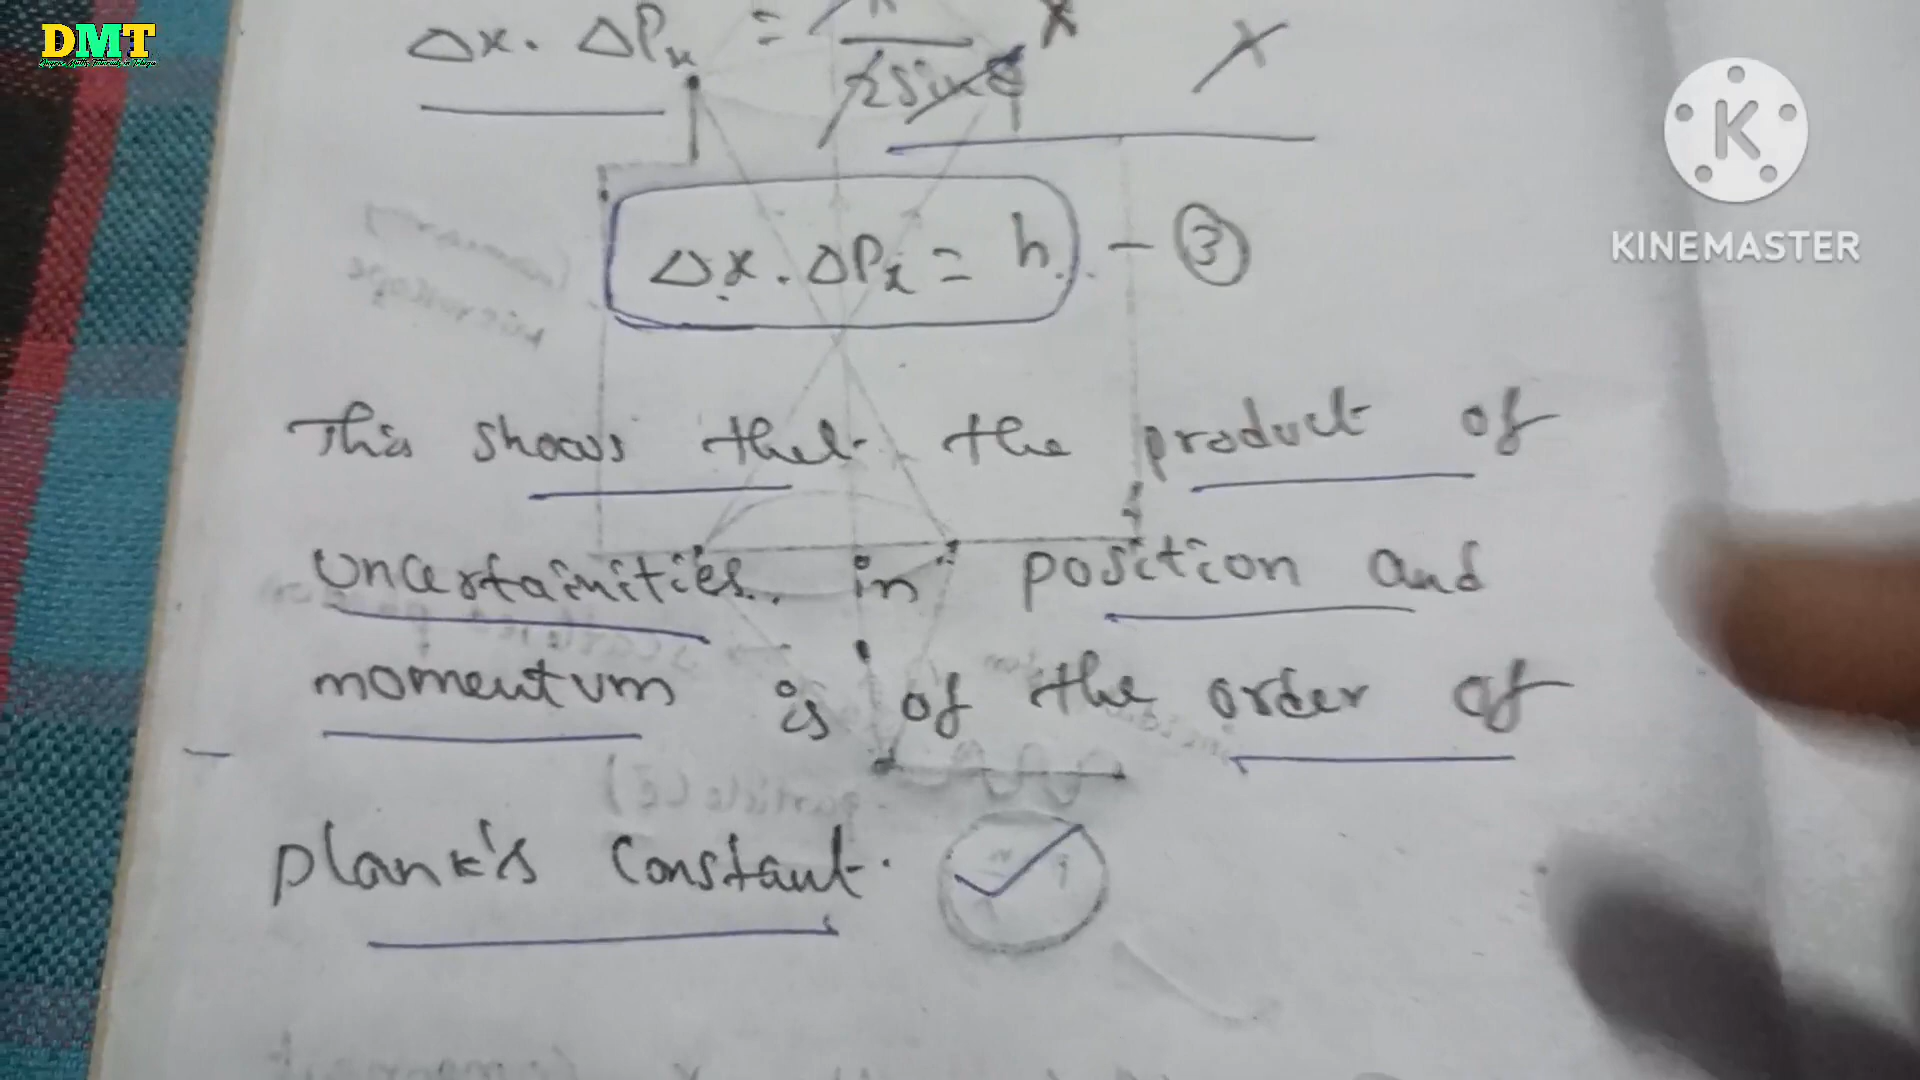 DMT
Δx. ΔPx = x x
2Sinθ
KINEMASTER
Δx. ΔPx = h - ③
This shows that the product of
uncertainities in position and
momentum is of the order of
plank's constant.